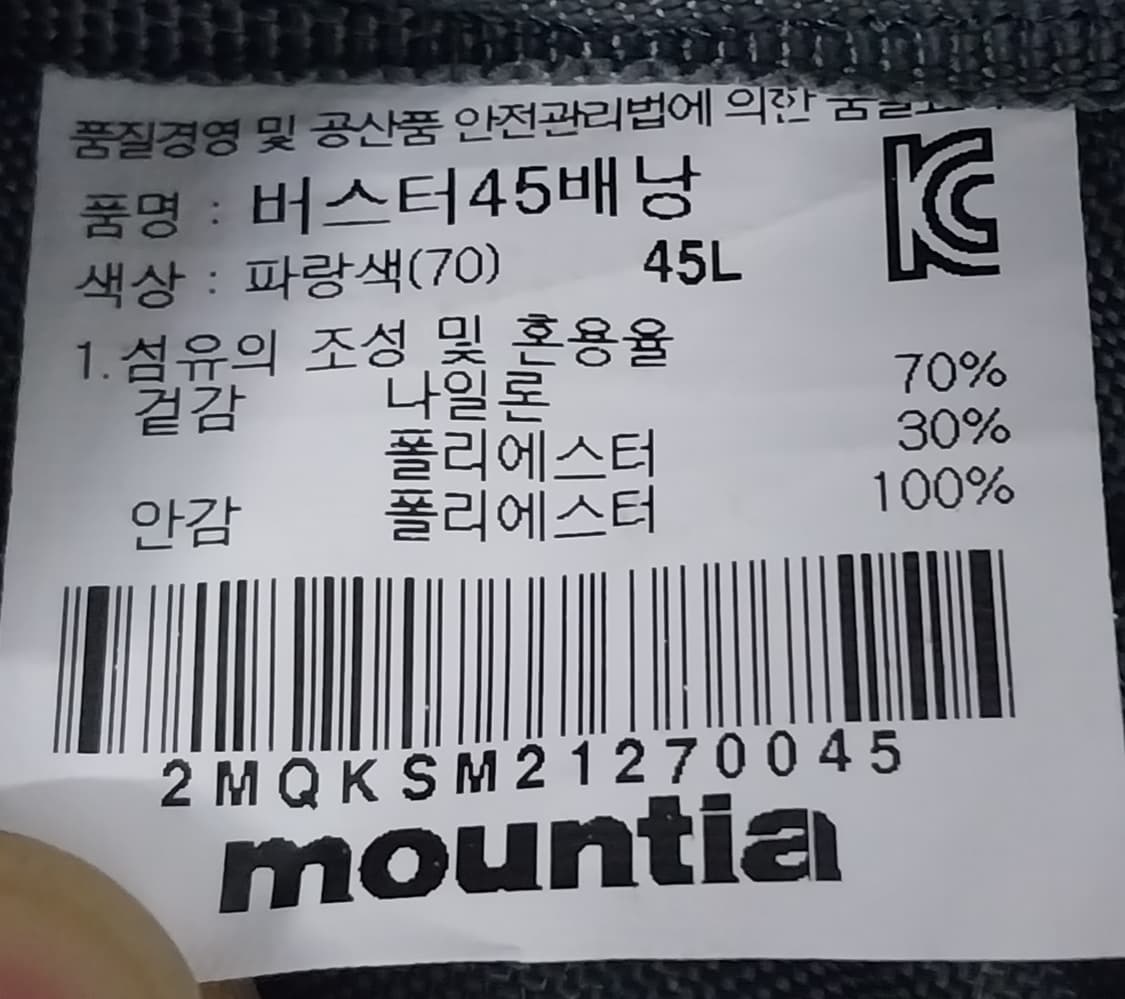 품질경영 및 공산품 안전관리법에 의한
품명 : 버스터45배낭
색상 : 파랑색(70) 45L
1. 섬유의 조성 및 혼용율
겉감 나일론 70%
폴리에스터 30%
안감 폴리에스터 100%
2MQKSM21270045
mountia